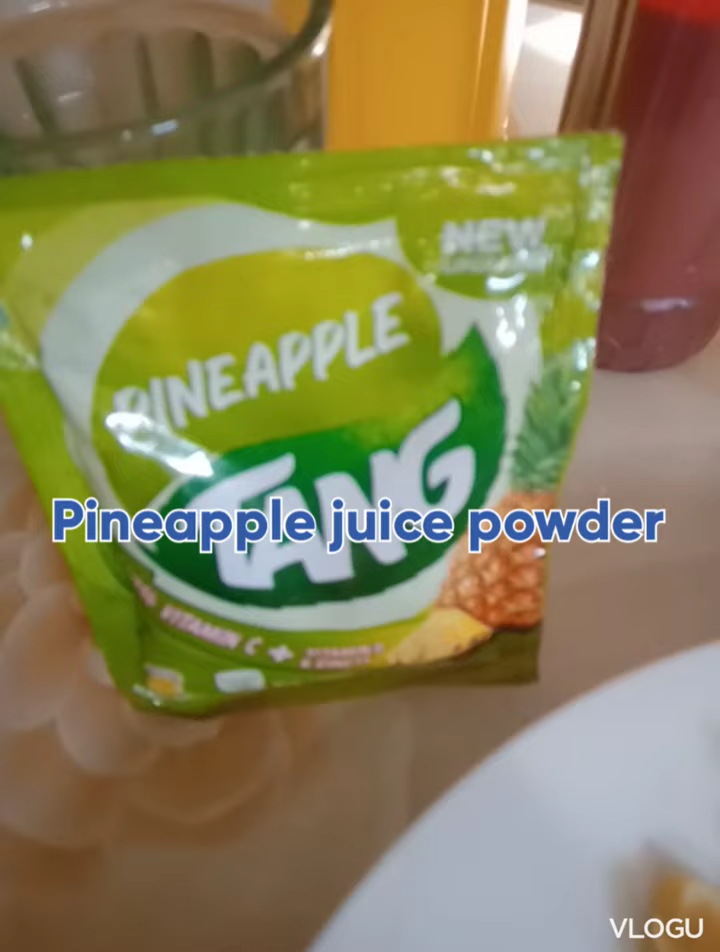 NEW
PINEAPPLE
TANG
Pineapple juice powder
VITAMIN C +
VLOGU